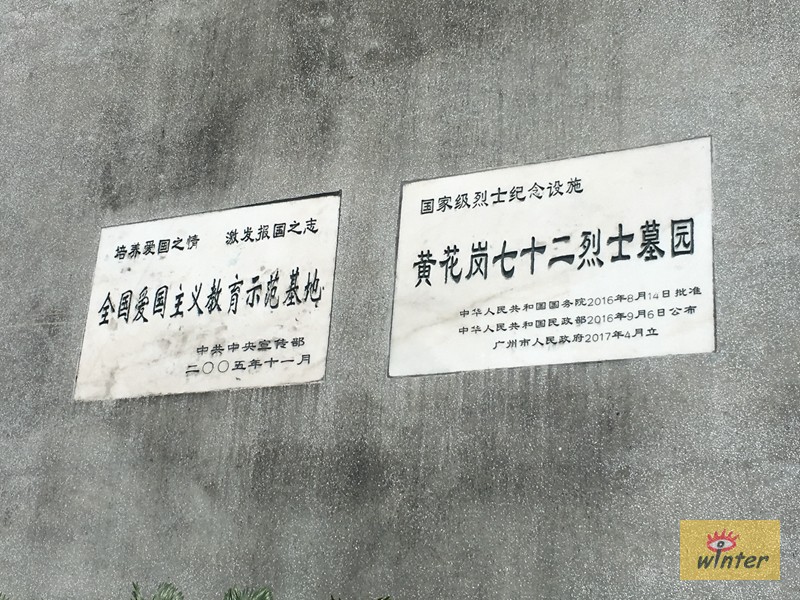 培养爱国之情 激发报国之志
全国爱国主义教育示范基地
中共中央宣传部
二〇〇五年十一月
国家级烈士纪念设施
黄花岗七十二烈士墓园
中华人民共和国国务院2016年8月14日批准
中华人民共和国民政部2016年9月6日公布
广州市人民政府2017年4月立
winter